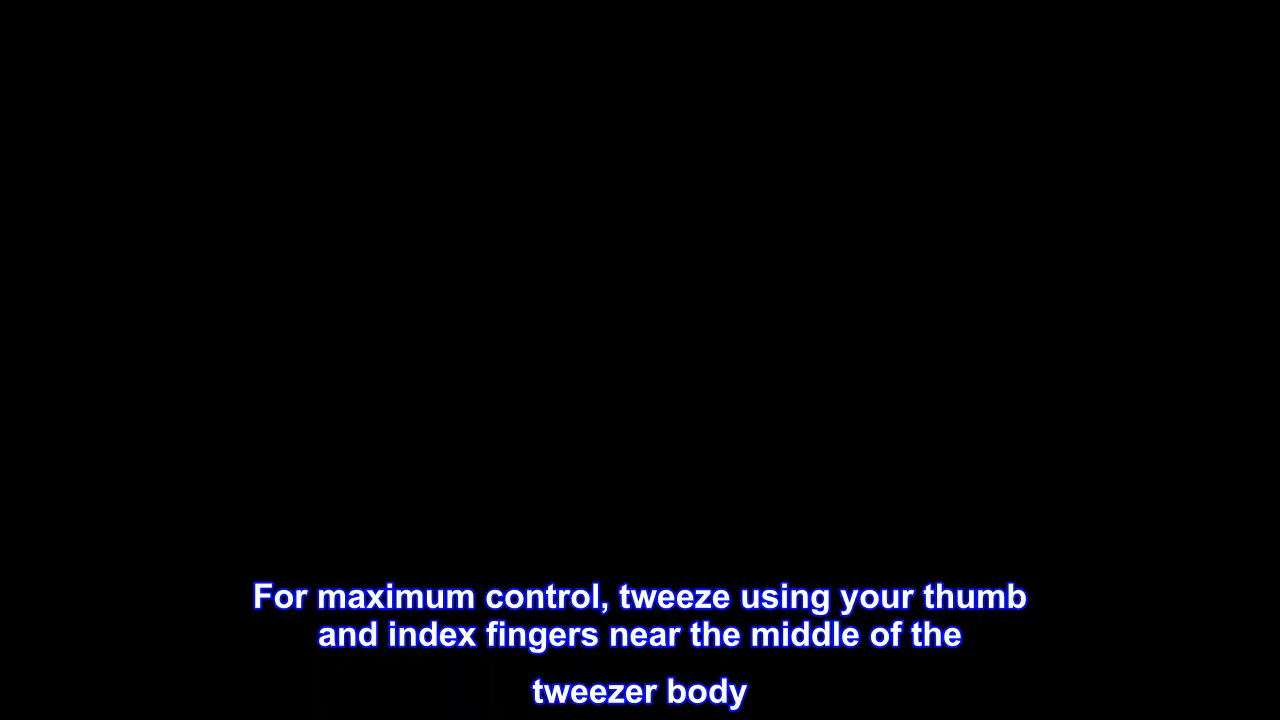 For maximum control, tweeze using your thumb
and index fingers near the middle of the
tweezer body